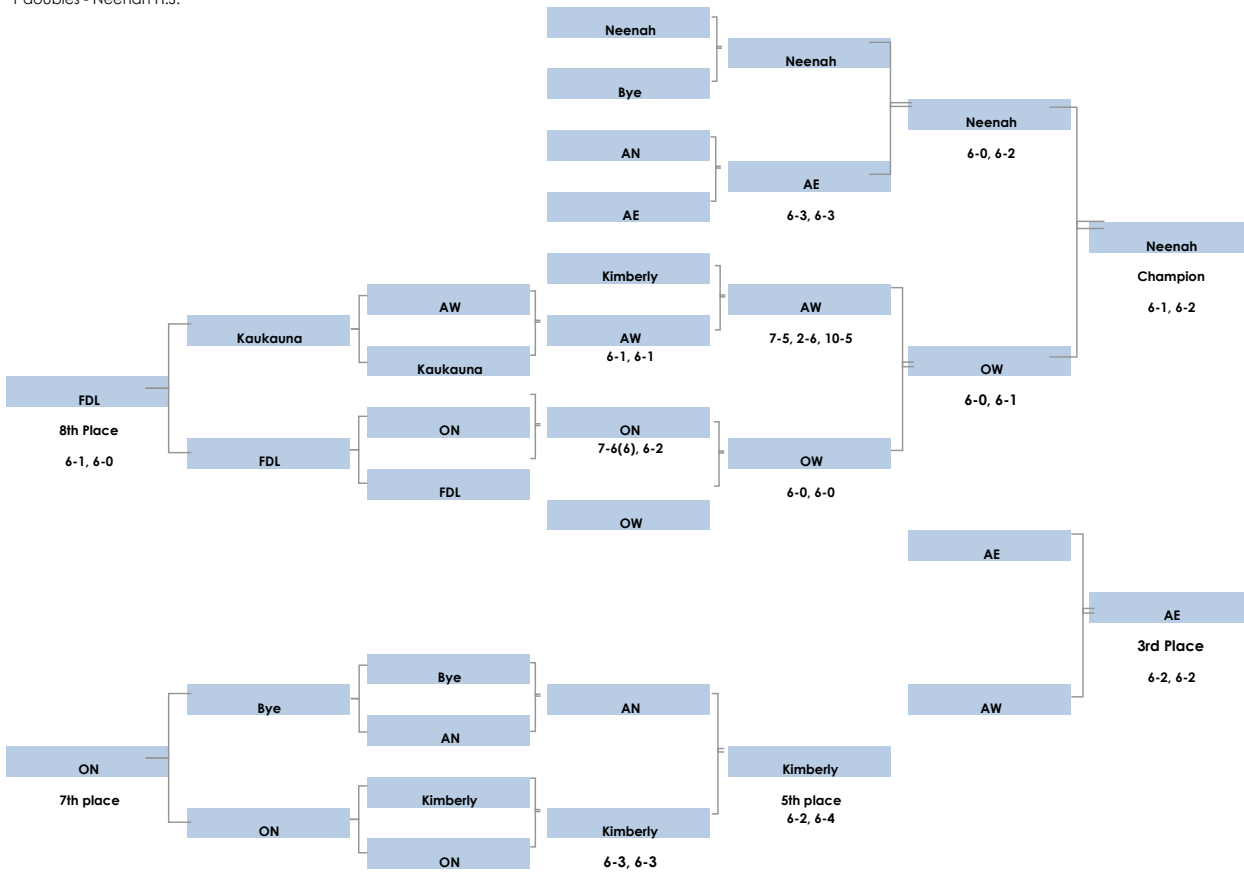 Neenah
Bye
AN
AE
Kimberly
AW
6-1, 6-1
ON
7-6(6), 6-2
OW
Neenah
AE
6-3, 6-3
AW
7-5, 2-6, 10-5
OW
6-0, 6-0
Neenah
6-0, 6-2
OW
6-0, 6-1
Neenah
Champion
6-1, 6-2
AW
Kaukauna
ON
FDL
Kaukauna
FDL
FDL
8th Place
6-1, 6-0
AE
AW
AE
3rd Place
6-2, 6-2
Bye
AN
Kimberly
ON
Bye
ON
ON
7th place
AN
Kimberly
6-3, 6-3
Kimberly
5th place
6-2, 6-4